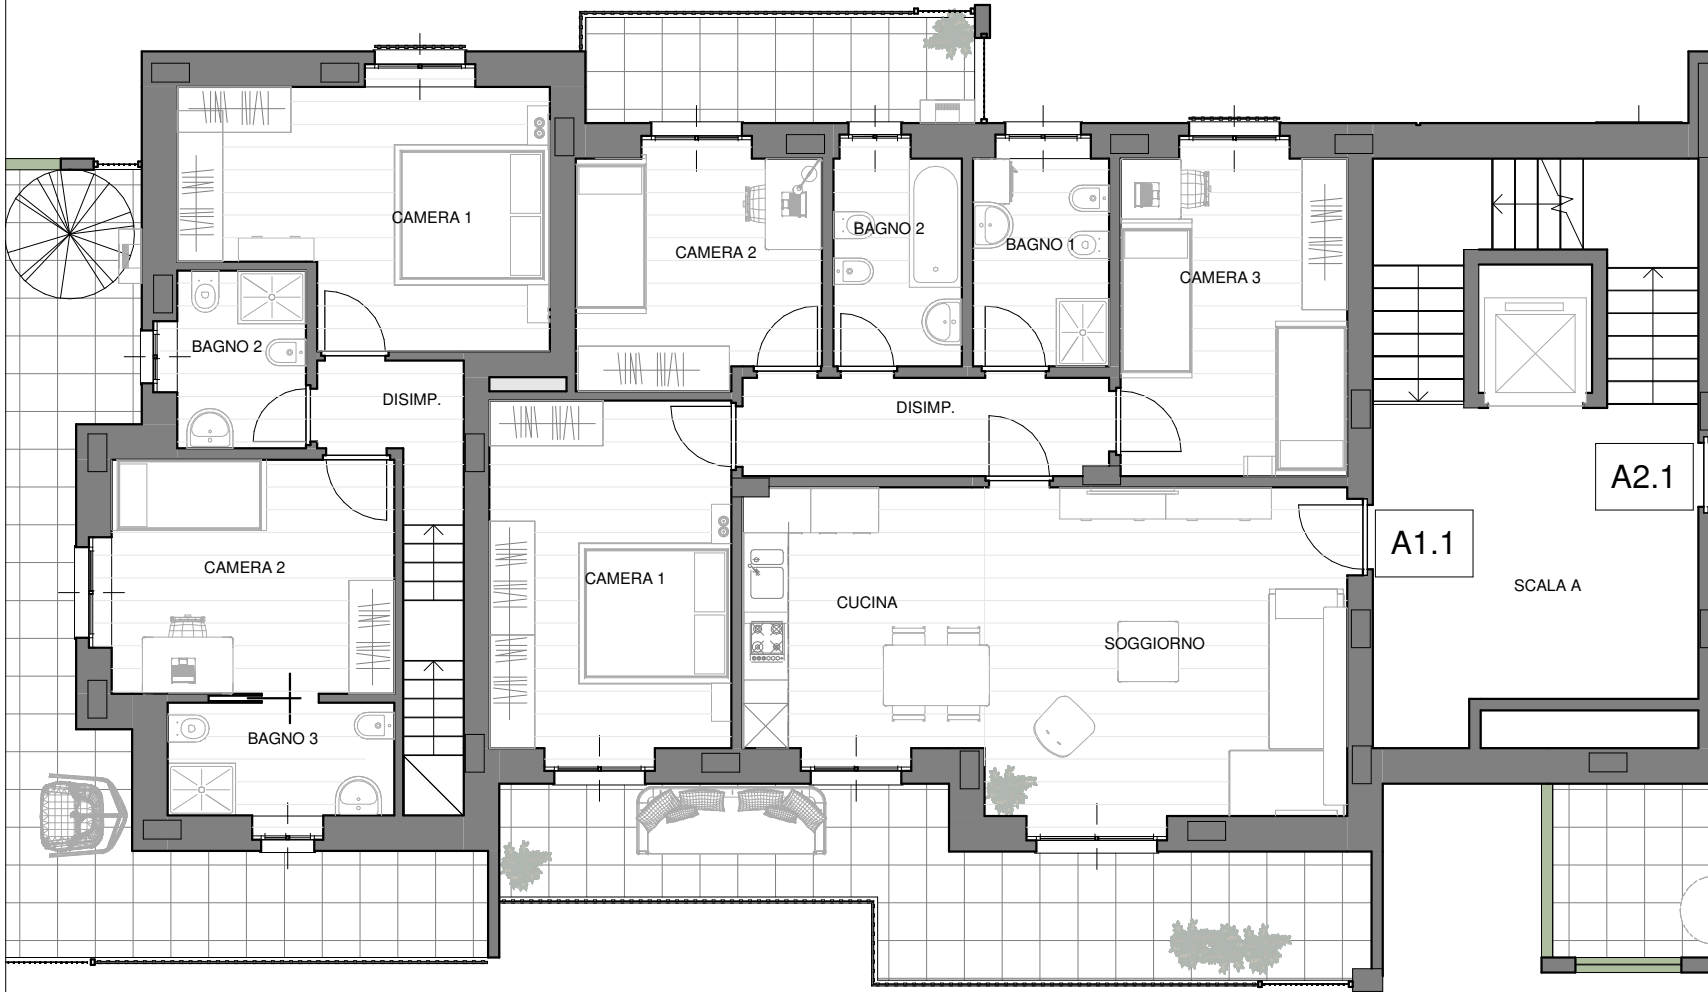 CAMERA 1
CAMERA 2
BAGNO 2
BAGNO 1
CAMERA 3
BAGNO 2
DISIMP.
DISIMP.
A2.1
A1.1
CAMERA 2
CAMERA 1
SCALA A
CUCINA
SOGGIORNO
BAGNO 3